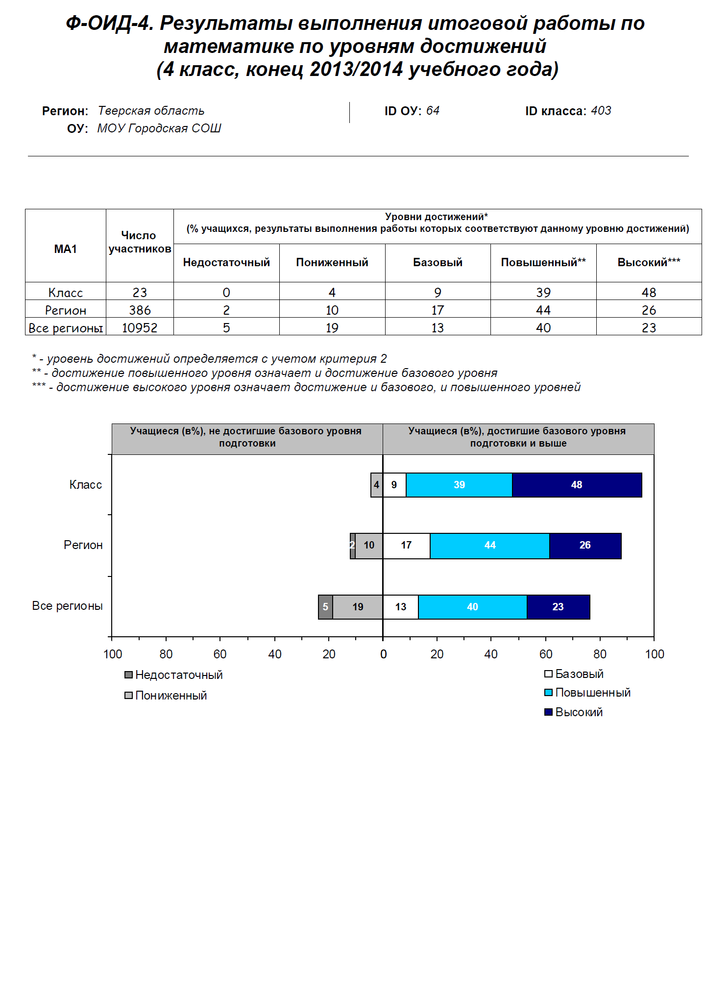 Ф-ОИД-4. Результаты выполнения итоговой работы по
математике по уровням достижений
(4 класс, конец 2013/2014 учебного года)
Регион: Тверская область ID ОУ: 64 ID класса: 403
ОУ: МОУ Городская СОШ
МА1 Число участников Уровни достижений*
(% учащихся, результаты выполнения работы которых соответствуют данному уровню достижений)
Недостаточный Пониженный Базовый Повышенный** Высокий***
Класс 23 0 4 9 39 48
Регион 386 2 10 17 44 26
Все регионы 10952 5 19 13 40 23
* - уровень достижений определяется с учетом критерия 2
** - достижение повышенного уровня означает и достижение базового уровня
*** - достижение высокого уровня означает достижение и базового, и повышенного уровней
Учащиеся (в%), не достигшие базового уровня
подготовки
Учащиеся (в%), достигшие базового уровня
подготовки и выше
Класс 4 9 39 48
Регион 2 10 17 44 26
Все регионы 5 19 13 40 23
100 80 60 40 20 0 20 40 60 80 100
Недостаточный
Пониженный
Базовый
Повышенный
Высокий